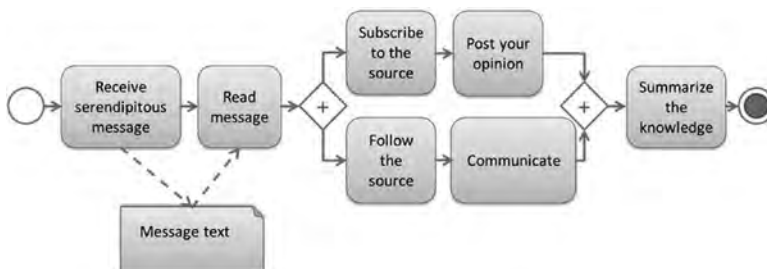 Receive
serendipitous
message
Read
message
Message text
+
Subscribe
to the
source
Post your
opinion
Follow
the
source
Communicate
+
Summarize
the
knowledge